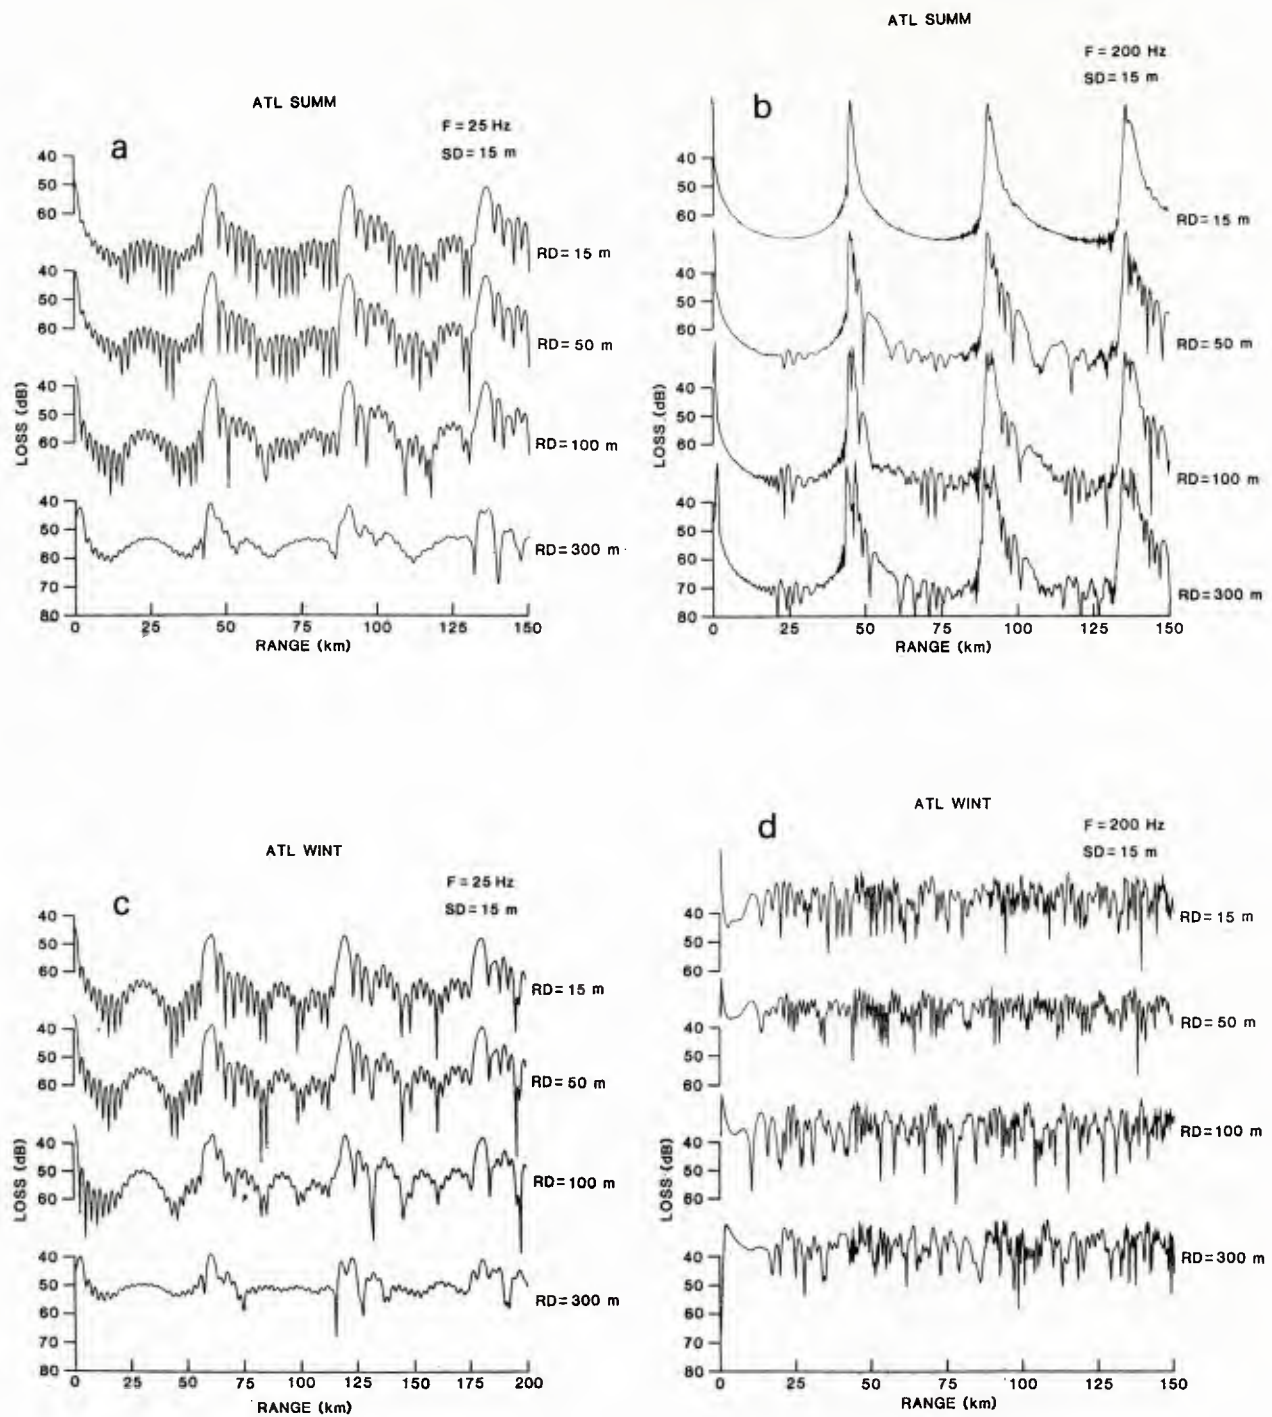 ATL SUMM
a
F = 25 Hz
SD = 15 m
40
50
60
RD= 15 m
40
50
60
RD= 50 m
40
50
60
RD= 100 m
40
50
60
70
80
RD= 300 m
LOSS (dB)
0 25 50 75 100 125 150
RANGE (km)
ATL SUMM
b
F = 200 Hz
SD = 15 m
40
50
60
RD= 15 m
40
50
60
RD= 50 m
40
50
60
RD= 100 m
40
50
60
70
80
RD= 300 m
LOSS (dB)
0 25 50 75 100 125 150
RANGE (km)
ATL WINT
c
F = 25 Hz
SD = 15 m
40
50
60
RD= 15 m
40
50
60
RD= 50 m
40
50
60
RD= 100 m
40
50
60
70
80
RD= 300 m
LOSS (dB)
0 25 50 75 100 125 150 175 200
RANGE (km)
ATL WINT
d
F = 200 Hz
SD = 15 m
40
50
60
RD= 15 m
40
50
60
RD= 50 m
40
50
60
RD= 100 m
40
50
60
70
80
RD= 300 m
LOSS (dB)
0 25 50 75 100 125 150
RANGE (km)